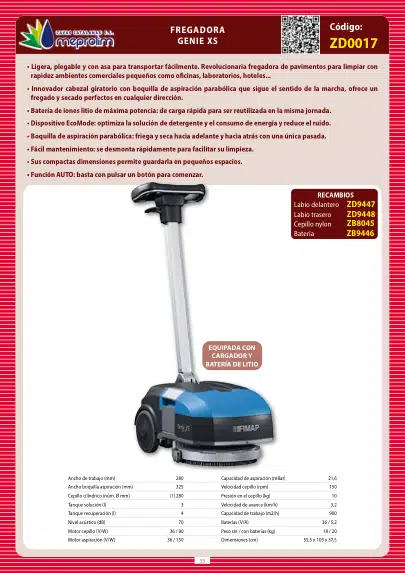 RAYAS CATALANAS S.L.
meprolim
FREGADORA
GENIE XS
Código:
ZD0017
• Ligera, plegable y con asa para transportar fácilmente. Revolucionaria fregadora de pavimentos para limpiar con
rapidez ambientes comerciales pequeños como oficinas, laboratorios, hoteles...
• Innovador cabezal giratorio con boquilla de aspiración parabólica que sigue el sentido de la marcha, ofrece un
fregado y secado perfectos en cualquier dirección.
• Batería de iones litio de máxima potencia; de carga rápida para ser reutilizada en la misma jornada.
• Dispositivo EcoMode: optimiza la solución de detergente y el consumo de energía y reduce el ruido.
• Boquilla de aspiración parabólica: friega y seca hacia adelante y hacia atrás con una única pasada.
• Fácil mantenimiento: se desmonta rápidamente para facilitar su limpieza.
• Sus compactas dimensiones permite guardarla en pequeños espacios.
• Función AUTO: basta con pulsar un botón para comenzar.
RECAMBIOS
Labio delantero ZD9447
Labio trasero ZD9448
Cepillo nylon ZB8045
Batería ZB9446
EQUIPADA CON
CARGADOR Y
BATERÍA DE LITIO
FIMAP
Ancho de trabajo (mm) 280
Ancho boquilla aspiración (mm) 325
Cepillo cilíndrico (núm. Ø mm) (1) 280
Tanque solución (l) 3
Tanque recuperación (l) 4
Nivel acústico (dB) 70
Motor cepillo (V/W) 36 / 90
Motor aspiración (V/W) 36 / 150
Capacidad de aspiración (mBar) 21,6
Velocidad cepillo (rpm) 150
Presión en el cepillo (kg) 10
Velocidad de avance (km/h) 3,2
Capacidad de trabajo (m2/h) 900
Baterías (V/A) 36 / 5,2
Peso sin / con baterías (kg) 18 / 20
Dimensiones (cm) 55,5 x 105 x 37,5